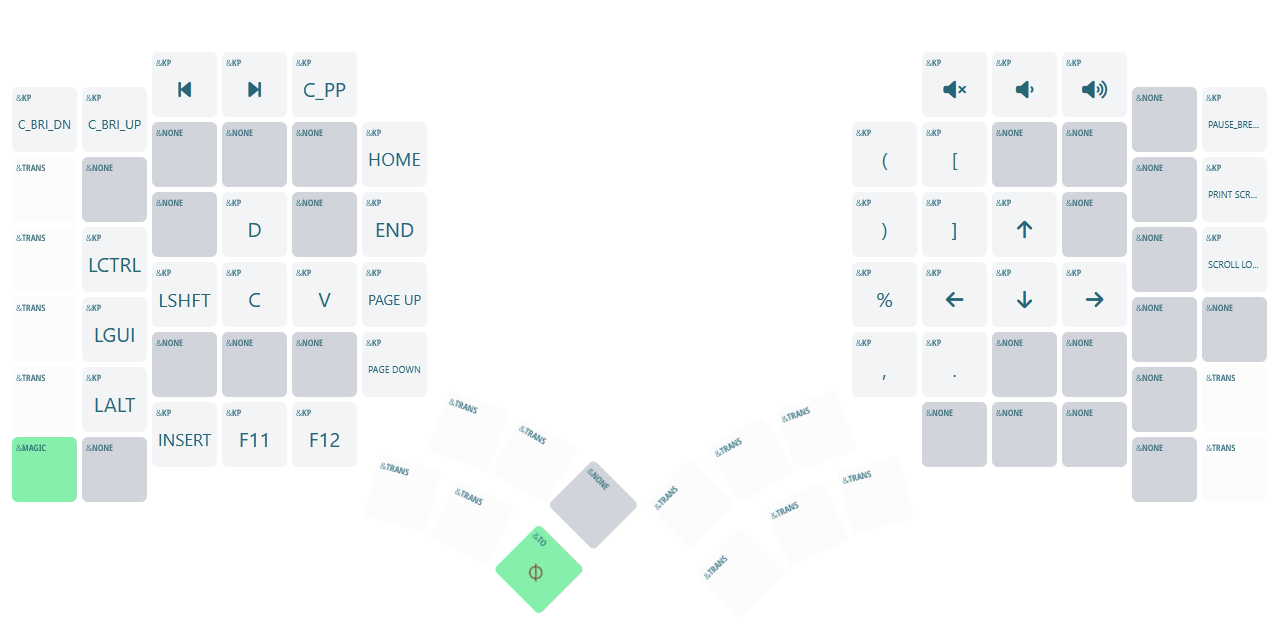 &KP &KP &KP &KP &KP &KP
C_PP
&KP &KP &NONE &KP
C_BRI_DN C_BRI_UP PAUSE_BRE...
&NONE &NONE &NONE &KP &KP &KP &NONE &NONE
HOME ( [
&TRANS &NONE &NONE &KP
PRINT SCR...
&NONE &KP &NONE &KP &KP &KP &KP &NONE
D END ) ]
&TRANS &KP &NONE &KP
LCTRL SCROLL LO...
&KP &KP &KP &KP &KP &KP &KP &KP
LSHFT C V PAGE UP %
&TRANS &KP &NONE &NONE
LGUI
&NONE &NONE &NONE &KP &KP &KP &NONE &NONE
PAGE DOWN , .
&TRANS &KP &NONE &TRANS
LALT
&KP &KP &KP &NONE &NONE &NONE
INSERT F11 F12
&MAGIC &NONE &NONE &TRANS
&TRANS &TRANS &NONE &TRANS &TRANS &TRANS
&TRANS &TRANS &TO &TRANS &TRANS &TRANS